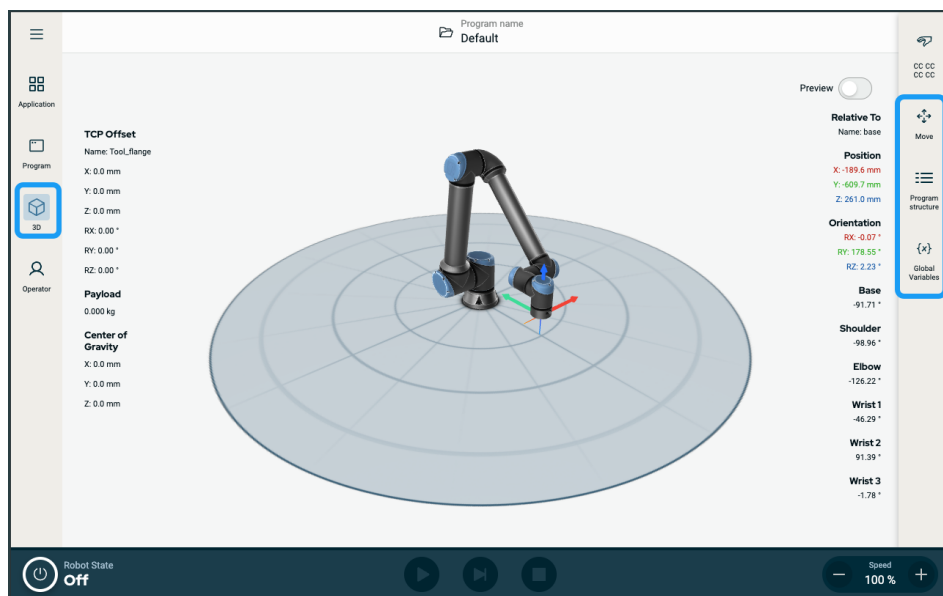 Program name
Default
CC CC
CC CC
Application
Program
3D
Operator
TCP Offset
Name: Tool_flange
X: 0.0 mm
Y: 0.0 mm
Z: 0.0 mm
RX: 0.00 °
RY: 0.00 °
RZ: 0.00 °
Payload
0.000 kg
Center of
Gravity
X: 0.0 mm
Y: 0.0 mm
Z: 0.0 mm
Preview
Relative To
Name: base
Position
X: -189.6 mm
Y: -609.7 mm
Z: 261.0 mm
Orientation
RX: -0.07 °
RY: 178.55 °
RZ: 2.23 °
Base
-91.71 °
Shoulder
-98.96 °
Elbow
-126.22 °
Wrist 1
-46.29 °
Wrist 2
91.39 °
Wrist 3
-1.78 °
Move
Program
structure
{x}
Global
Variables
Robot State
Off
Speed
100 %